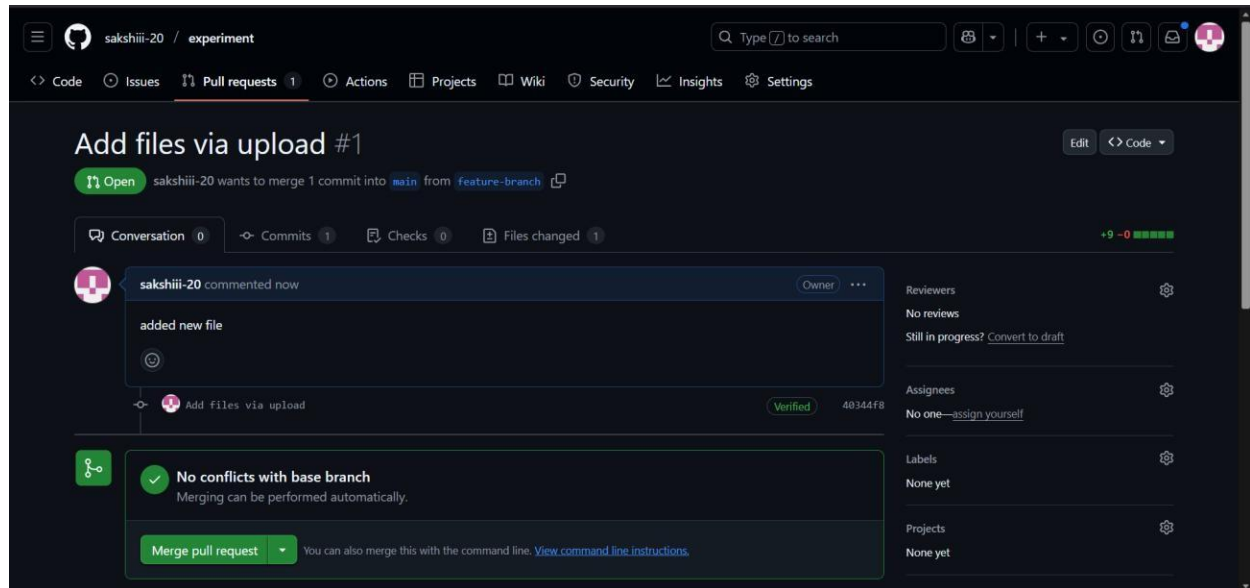 sakshiii-20 / experiment
Type / to search
Code Issues Pull requests 1 Actions Projects Wiki Security Insights Settings
Add files via upload #1
Edit <> Code
Open sakshiii-20 wants to merge 1 commit into main from feature-branch
Conversation 0 Commits 1 Checks 0 Files changed 1 +9 −0
sakshiii-20 commented now Owner ...
added new file
Add files via upload Verified 40344f8
No conflicts with base branch
Merging can be performed automatically.
Merge pull request You can also merge this with the command line. View command line instructions.
Reviewers
No reviews
Still in progress? Convert to draft
Assignees
No one—assign yourself
Labels
None yet
Projects
None yet